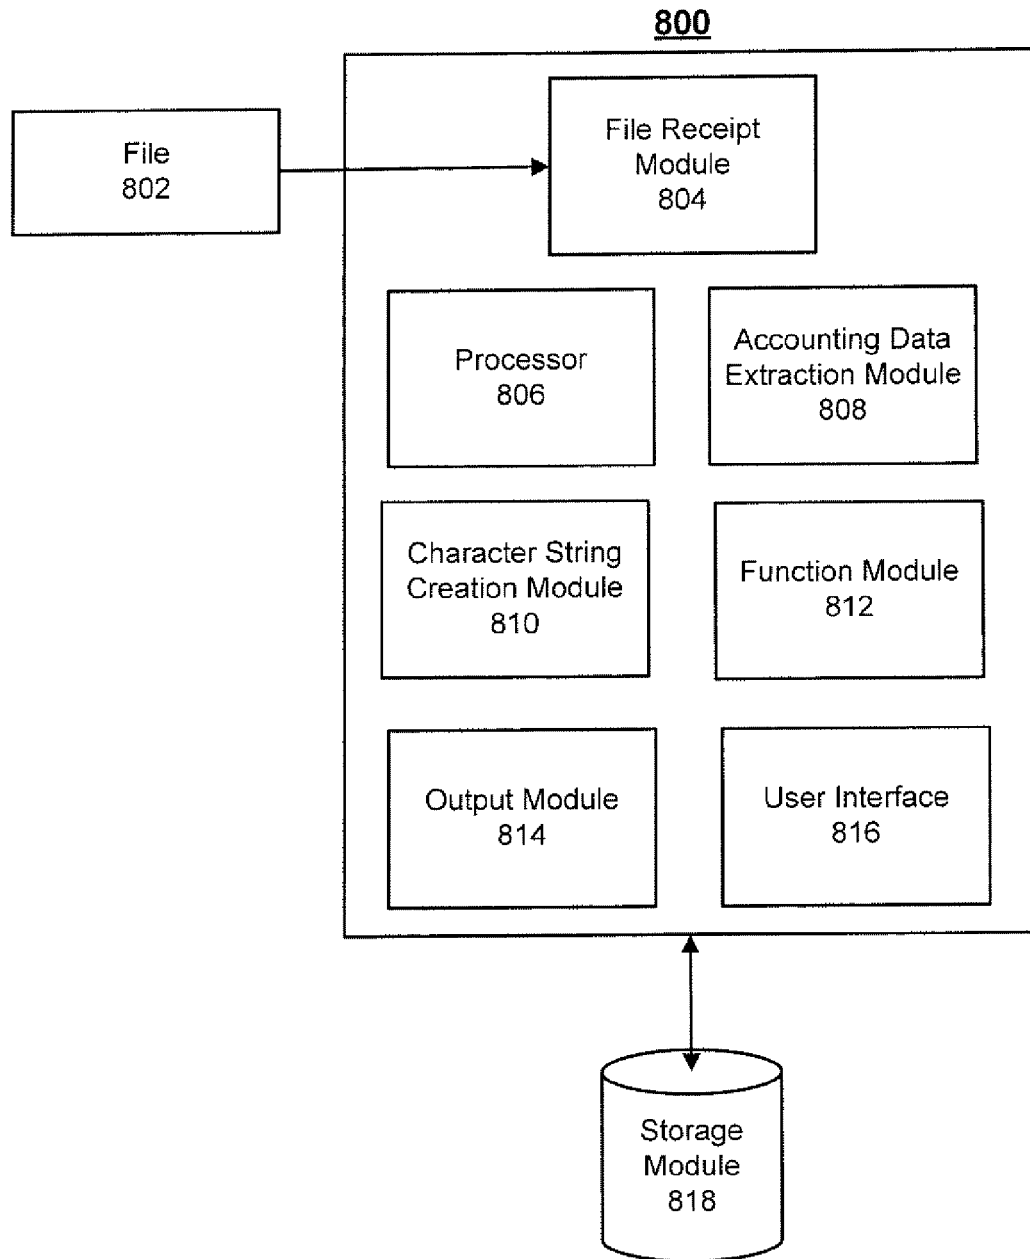 800
File
802
File Receipt
Module
804
Processor
806
Accounting Data
Extraction Module
808
Character String
Creation Module
810
Function Module
812
Output Module
814
User Interface
816
Storage
Module
818